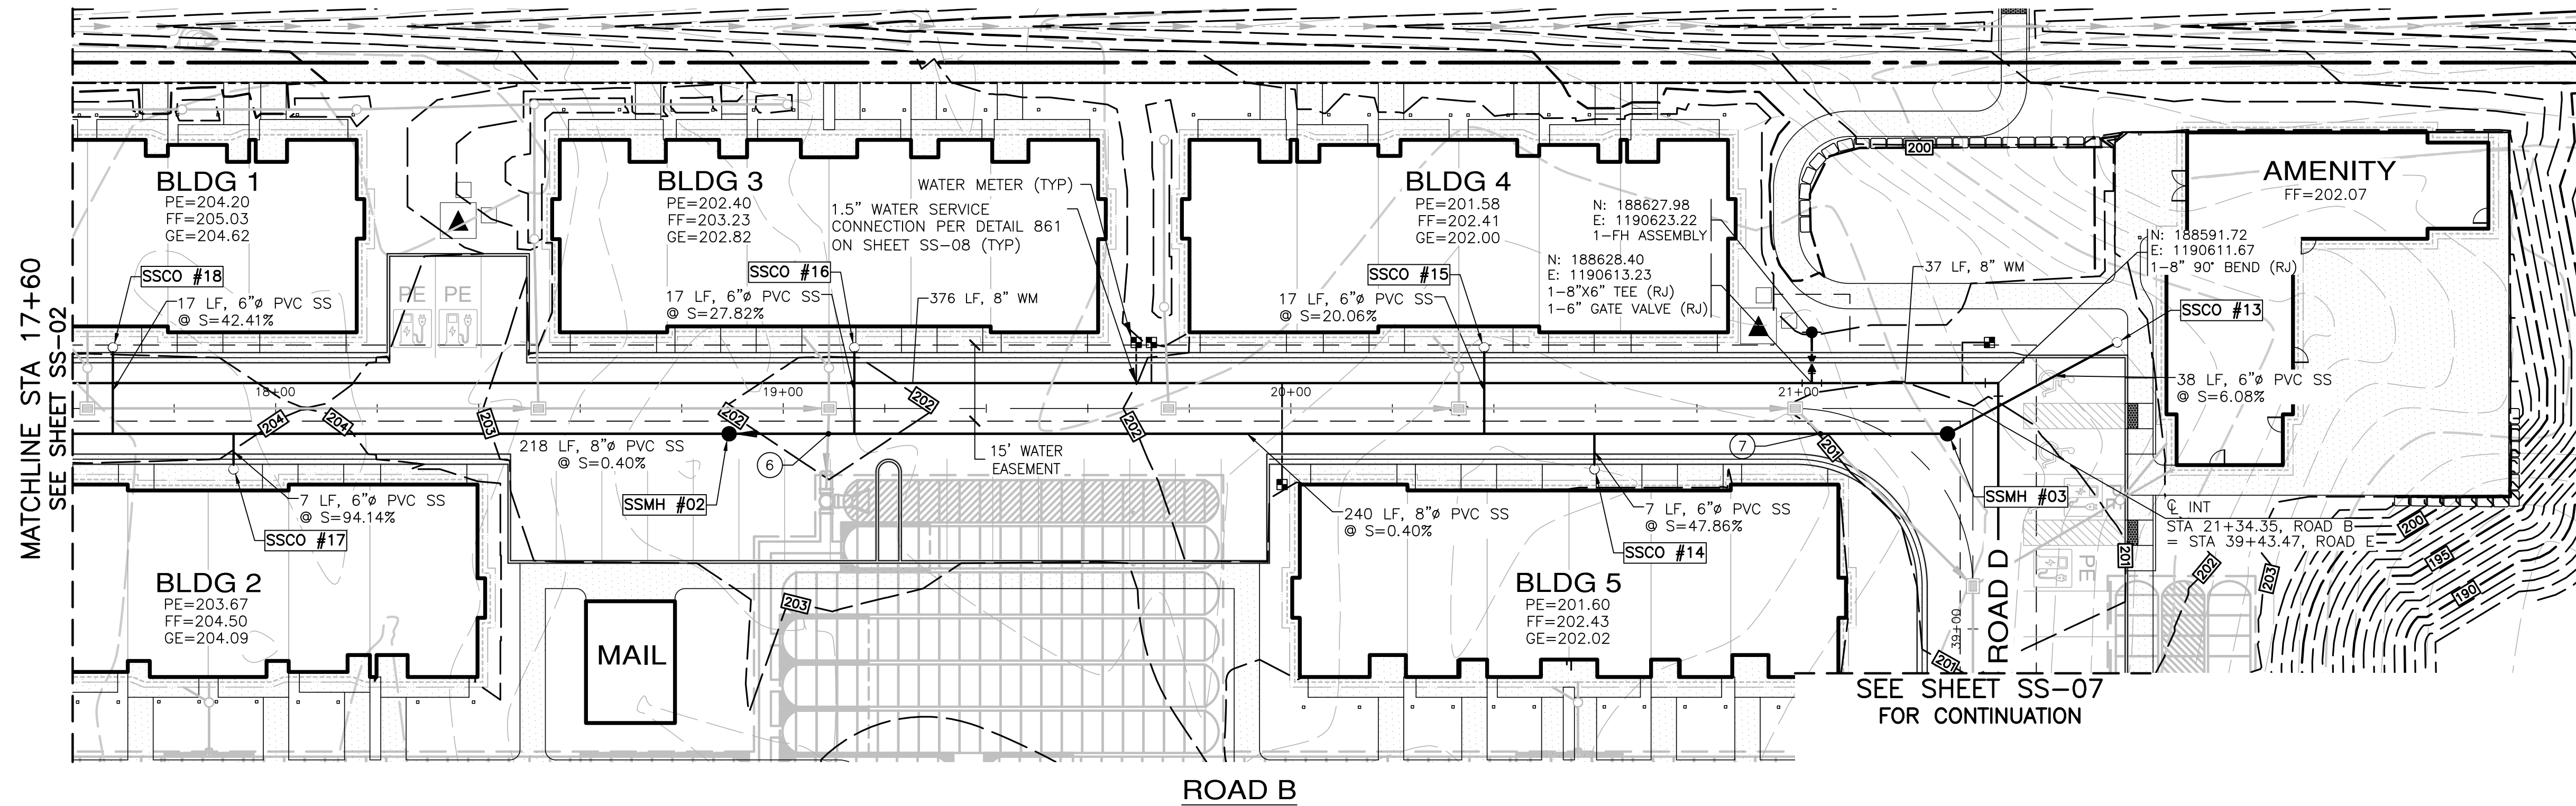 MATCHLINE STA 17+60
SEE SHEET SS-02
BLDG 1
PE=204.20
FF=205.03
GE=204.62
SSCO #18
17 LF, 6"ø PVC SS
@ S=42.41%
PE PE
BLDG 3
PE=202.40
FF=203.23
GE=202.82
SSCO #16
17 LF, 6"ø PVC SS
@ S=27.82%
WATER METER (TYP)
1.5" WATER SERVICE
CONNECTION PER DETAIL 861
ON SHEET SS-08 (TYP)
376 LF, 8" WM
BLDG 4
PE=201.58
FF=202.41
GE=202.00
SSCO #15
17 LF, 6"ø PVC SS
@ S=20.06%
N: 188627.98
E: 1190623.22
1-FH ASSEMBLY
N: 188628.40
E: 1190613.23
1-8"X6" TEE (RJ)
1-6" GATE VALVE (RJ)
200
37 LF, 8" WM
AMENITY
FF=202.07
N: 188591.72
E: 1190611.67
1-8" 90° BEND (RJ)
SSCO #13
38 LF, 6"ø PVC SS
@ S=6.08%
18+00
19+00
20+00
21+00
204
204
203
202
202
202
201
218 LF, 8"ø PVC SS
@ S=0.40%
6
7
15' WATER
EASEMENT
SSMH #02
7 LF, 6"ø PVC SS
@ S=94.14%
SSCO #17
240 LF, 8"ø PVC SS
@ S=0.40%
7 LF, 6"ø PVC SS
@ S=47.86%
SSCO #14
SSMH #03
℄ INT
STA 21+34.35, ROAD B
= STA 39+43.47, ROAD E
BLDG 2
PE=203.67
FF=204.50
GE=204.09
MAIL
203
BLDG 5
PE=201.60
FF=202.43
GE=202.02
ROAD D
39+00
PE
201
201
202
203
200
195
190
SEE SHEET SS-07
FOR CONTINUATION
ROAD B